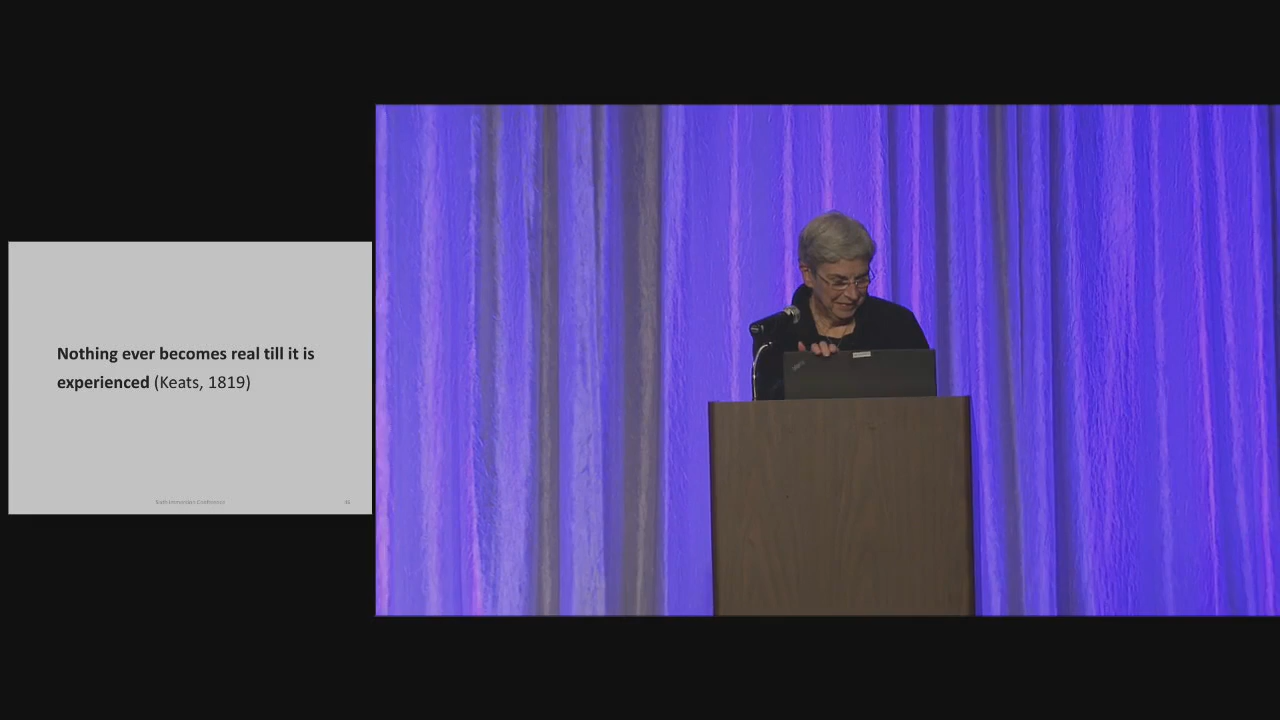 Nothing ever becomes real till it is
experienced (Keats, 1819)